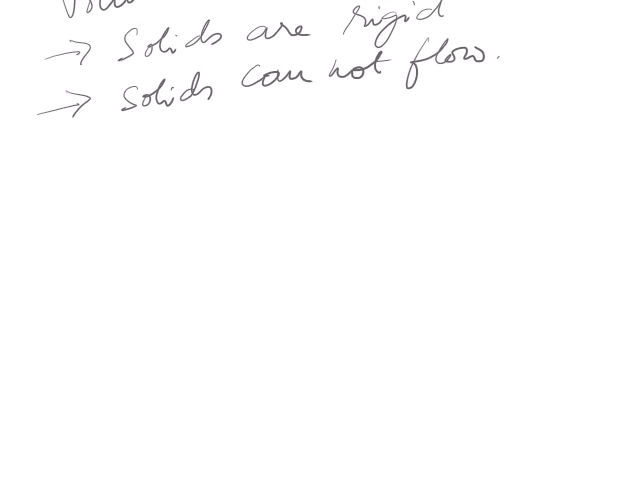 → Solids are rigid
→ Solids can not flow.